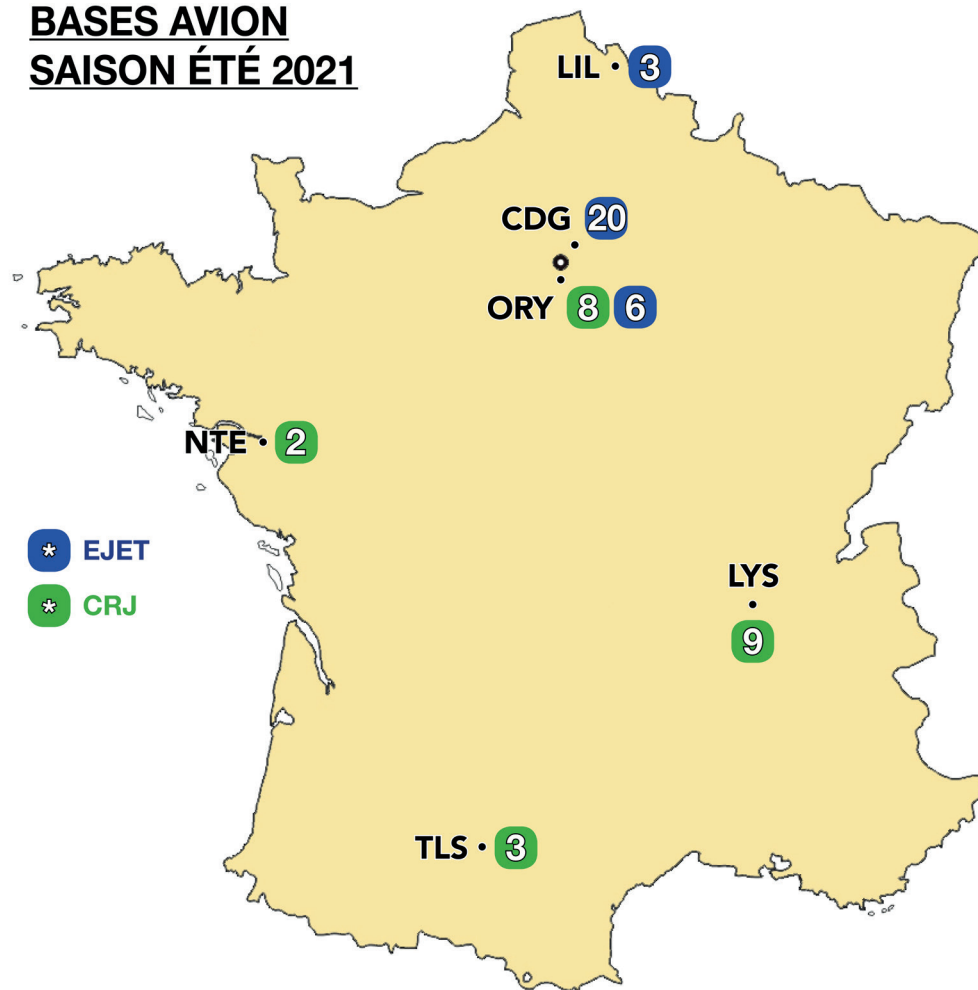 BASES AVION
SAISON ÉTÉ 2021
LIL 3
CDG 20
ORY 8 6
NTE 2
* EJET
* CRJ
LYS
9
TLS 3